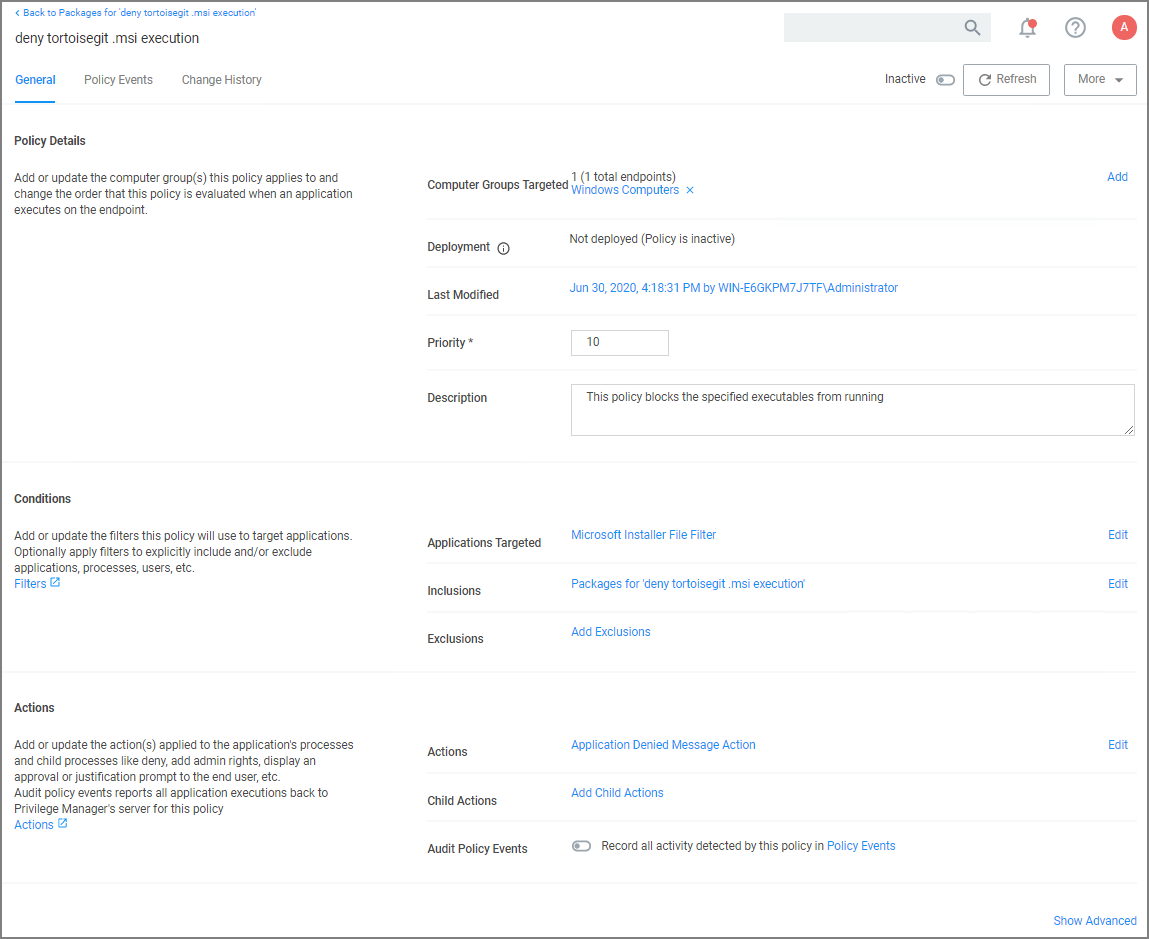 Back to Packages for 'deny tortoisegit .msi execution'
deny tortoisegit .msi execution
A
General
Policy Events
Change History
Inactive
Refresh
More
Policy Details
Add or update the computer group(s) this policy applies to and
change the order that this policy is evaluated when an application
executes on the endpoint.
Computer Groups Targeted
1 (1 total endpoints)
Windows Computers ×
Add
Deployment
Not deployed (Policy is inactive)
Last Modified
Jun 30, 2020, 4:18:31 PM by WIN-E6GKPM7J7TF\Administrator
Priority *
10
Description
This policy blocks the specified executables from running
Conditions
Add or update the filters this policy will use to target applications.
Optionally apply filters to explicitly include and/or exclude
applications, processes, users, etc.
Filters
Applications Targeted
Microsoft Installer File Filter
Edit
Inclusions
Packages for 'deny tortoisegit .msi execution'
Edit
Exclusions
Add Exclusions
Actions
Add or update the action(s) applied to the application's processes
and child processes like deny, add admin rights, display an
approval or justification prompt to the end user, etc.
Audit policy events reports all application executions back to
Privilege Manager's server for this policy
Actions
Actions
Application Denied Message Action
Edit
Child Actions
Add Child Actions
Audit Policy Events
Record all activity detected by this policy in Policy Events
Show Advanced